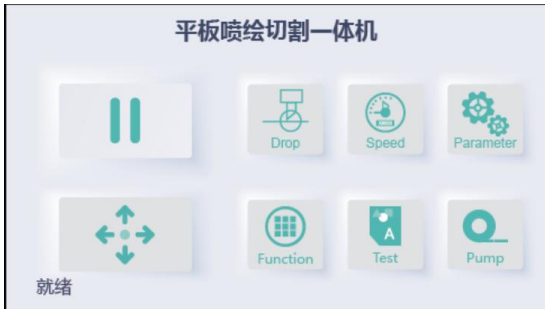 平板喷绘切割一体机
Drop
Speed
Parameter
A
Function
Test
Pump
就绪